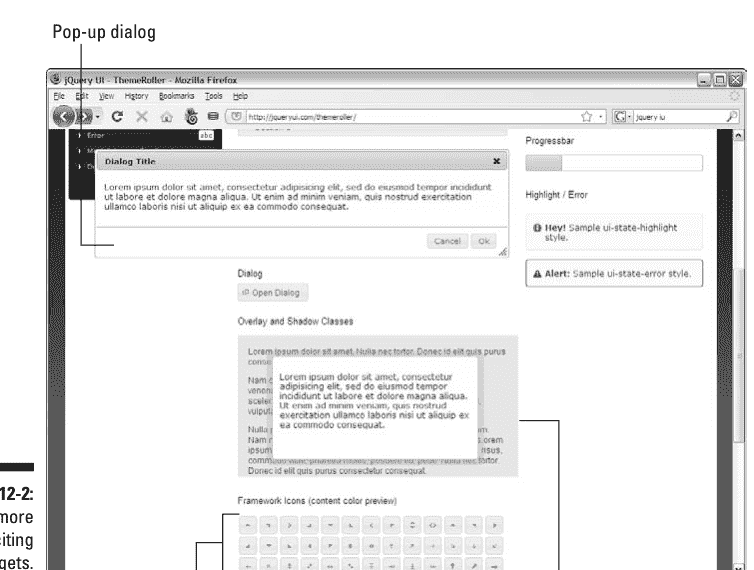 Pop-up dialog
jQuery UI - ThemeRoller - Mozilla Firefox
File Edit View History Bookmarks Tools Help
http://jqueryui.com/themeroller/
jquery iu
Error
abc
Dialog Title
Lorem ipsum dolor sit amet, consectetur adipisicing elit, sed do eiusmod tempor incididunt
ut labore et dolore magna aliqua. Ut enim ad minim veniam, quis nostrud exercitation
ullamco laboris nisi ut aliquip ex ea commodo consequat.
Cancel Ok
Progressbar
Highlight / Error
Hey! Sample ui-state-highlight
style.
Alert: Sample ui-state-error style.
Dialog
Open Dialog
Overlay and Shadow Classes
Lorem ipsum dolor sit amet, Nulla nec tortor. Donec id elit quis purus
Lorem ipsum dolor sit amet, consectetur
adipisicing elit, sed do eiusmod tempor
incididunt ut labore et dolore magna aliqua.
Ut enim ad minim veniam, quis nostrud
exercitation ullamco laboris nisi ut aliquip ex
ea commodo consequat.
Donec id elit quis purus consectetur consequat.
Framework Icons (content color preview)
12-2:
more
citing
gets.